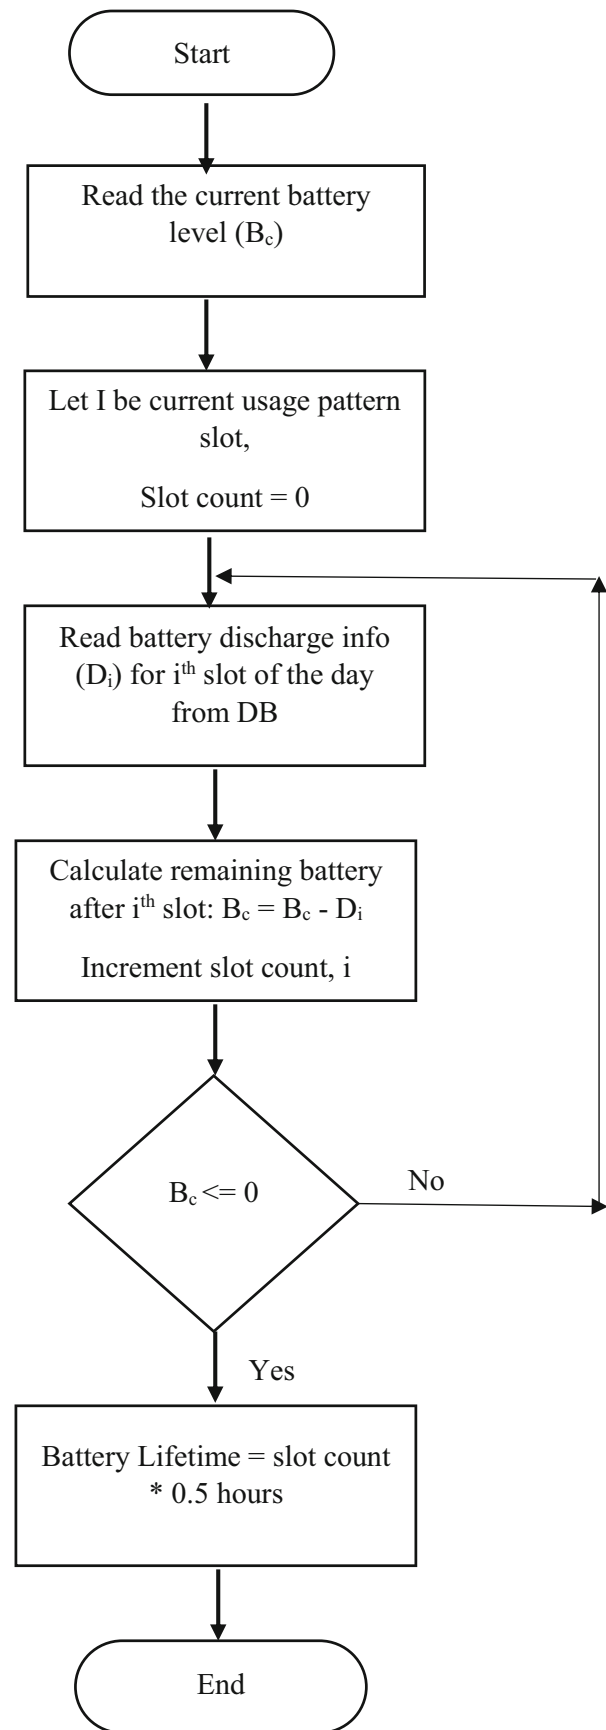 Start
Read the current battery
level (Bc)
Let I be current usage pattern
slot,
Slot count = 0
Read battery discharge info
(Di) for ith slot of the day
from DB
Calculate remaining battery
after ith slot: Bc = Bc - Di
Increment slot count, i
Bc <= 0
No
Yes
Battery Lifetime = slot count
* 0.5 hours
End